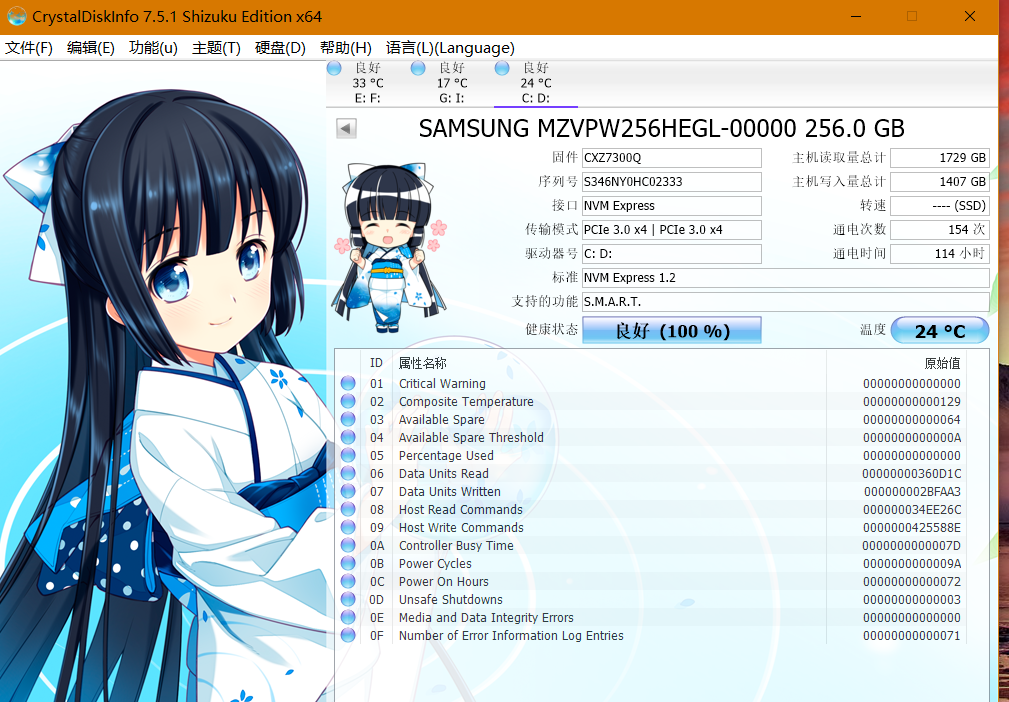 CrystalDiskInfo 7.5.1 Shizuku Edition x64
文件(F) 编辑(E) 功能(u) 主题(T) 硬盘(D) 帮助(H) 语言(L)(Language)
良好 良好 良好
33 °C 17 °C 24 °C
E: F: G: I: C: D:
SAMSUNG MZVPW256HEGL-00000 256.0 GB
固件 CXZ7300Q 主机读取量总计 1729 GB
序列号 S346NY0HC02333 主机写入量总计 1407 GB
接口 NVM Express 转速 ---- (SSD)
传输模式 PCIe 3.0 x4 | PCIe 3.0 x4 通电次数 154 次
驱动器号 C: D: 通电时间 114 小时
标准 NVM Express 1.2
支持的功能 S.M.A.R.T.
健康状态 良好 (100 %) 温度 24 °C
ID 属性名称 原始值
01 Critical Warning 00000000000000
02 Composite Temperature 00000000000129
03 Available Spare 00000000000064
04 Available Spare Threshold 0000000000000A
05 Percentage Used 00000000000000
06 Data Units Read 00000000360D1C
07 Data Units Written 000000002BFAA3
08 Host Read Commands 000000034EE26C
09 Host Write Commands 0000000425588E
0A Controller Busy Time 0000000000007D
0B Power Cycles 0000000000009A
0C Power On Hours 00000000000072
0D Unsafe Shutdowns 00000000000003
0E Media and Data Integrity Errors 00000000000000
0F Number of Error Information Log Entries 00000000000071